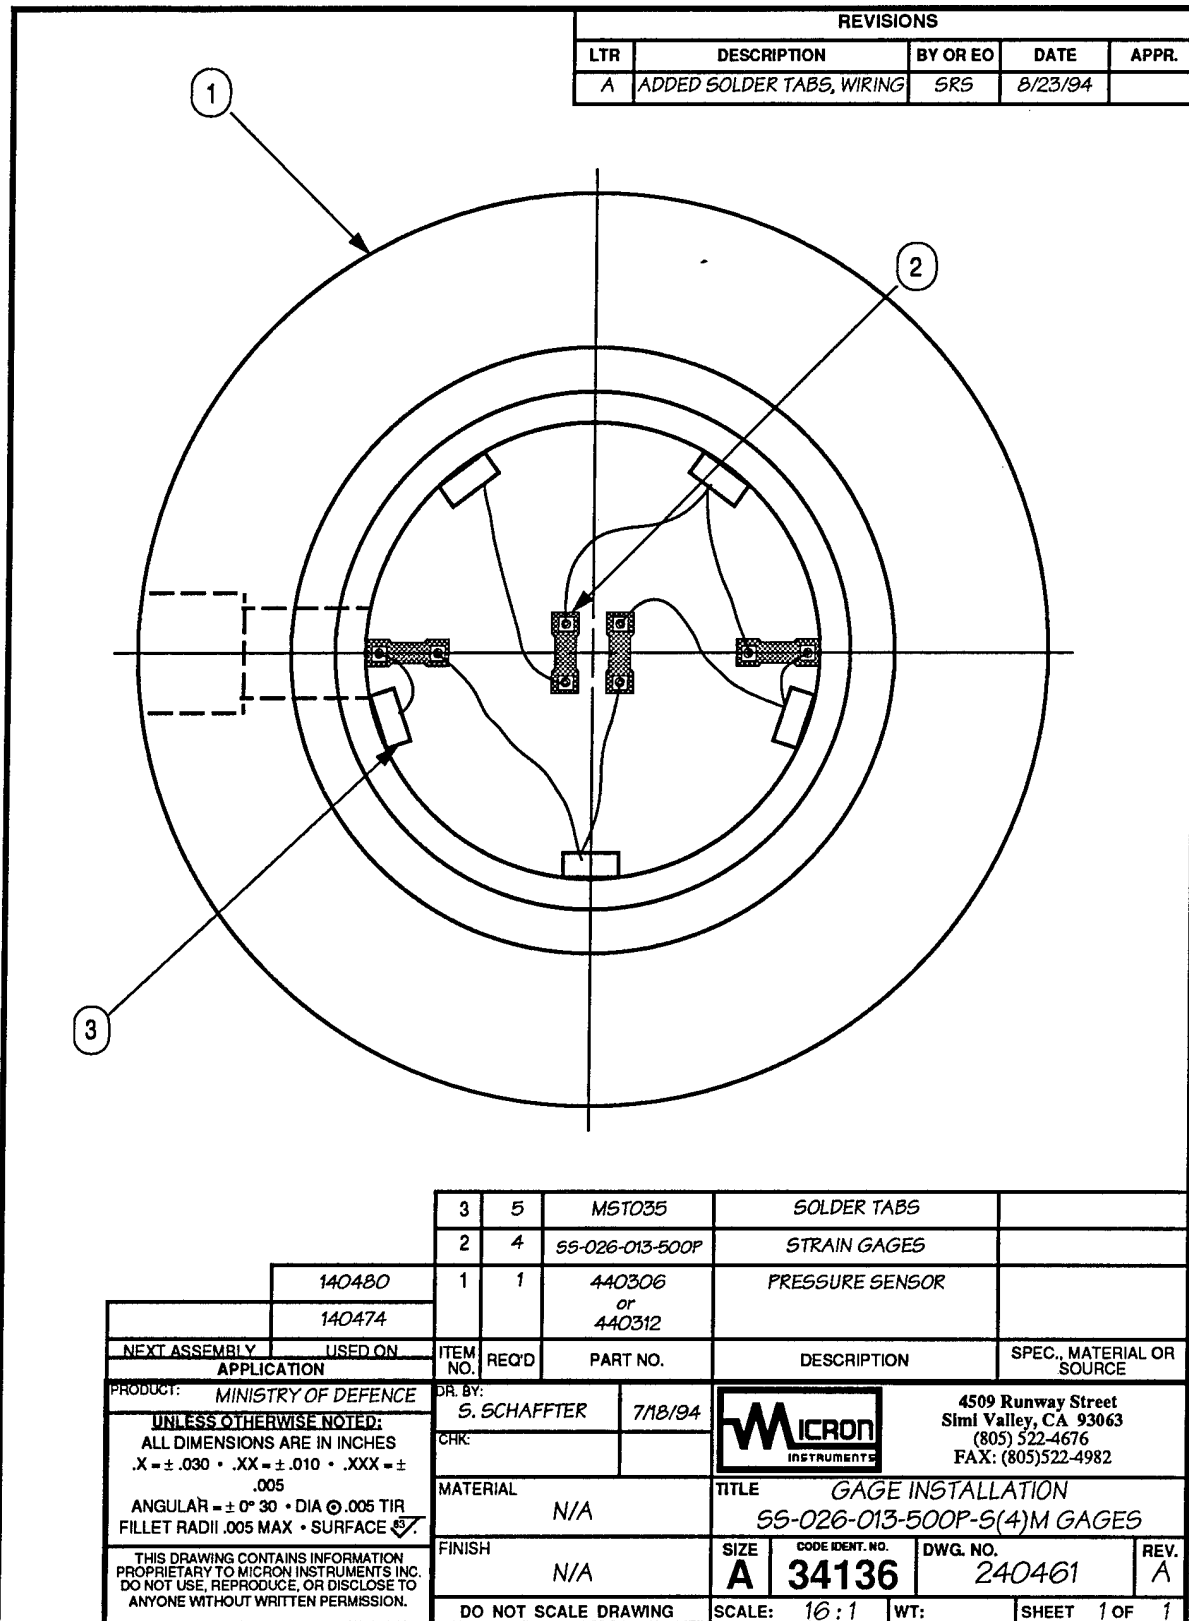 REVISIONS
LTR DESCRIPTION BY OR EO DATE APPR.
A ADDED SOLDER TABS, WIRING SRS 8/23/94
1
2
3
3 5 MST035 SOLDER TABS
2 4 SS-026-013-500P STRAIN GAGES
140480 1 1 440306 PRESSURE SENSOR
or
140474 440312
NEXT ASSEMBLY USED ON
APPLICATION
ITEM NO. REQ'D PART NO. DESCRIPTION SPEC., MATERIAL OR SOURCE
PRODUCT: MINISTRY OF DEFENCE
UNLESS OTHERWISE NOTED:
ALL DIMENSIONS ARE IN INCHES
.X = ± .030 • .XX = ± .010 • .XXX = ±
.005
ANGULAR = ± 0° 30 • DIA ◎ .005 TIR
FILLET RADII .005 MAX • SURFACE 63
THIS DRAWING CONTAINS INFORMATION
PROPRIETARY TO MICRON INSTRUMENTS INC.
DO NOT USE, REPRODUCE, OR DISCLOSE TO
ANYONE WITHOUT WRITTEN PERMISSION.
DR. BY:
S. SCHAFFTER 7/18/94
CHK:
MATERIAL
N/A
FINISH
N/A
DO NOT SCALE DRAWING
MICRON
INSTRUMENTS
4509 Runway Street
Simi Valley, CA 93063
(805) 522-4676
FAX: (805)522-4982
TITLE GAGE INSTALLATION
SS-026-013-500P-S(4)M GAGES
SIZE CODE IDENT. NO. DWG. NO. REV.
A 34136 240461 A
SCALE: 16:1 WT: SHEET 1 OF 1